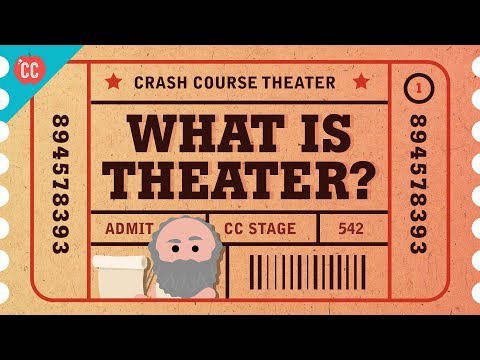 CC
CRASH COURSE THEATER
1
894578393
WHAT IS
THEATER?
894578393
ADMIT
CC STAGE
542